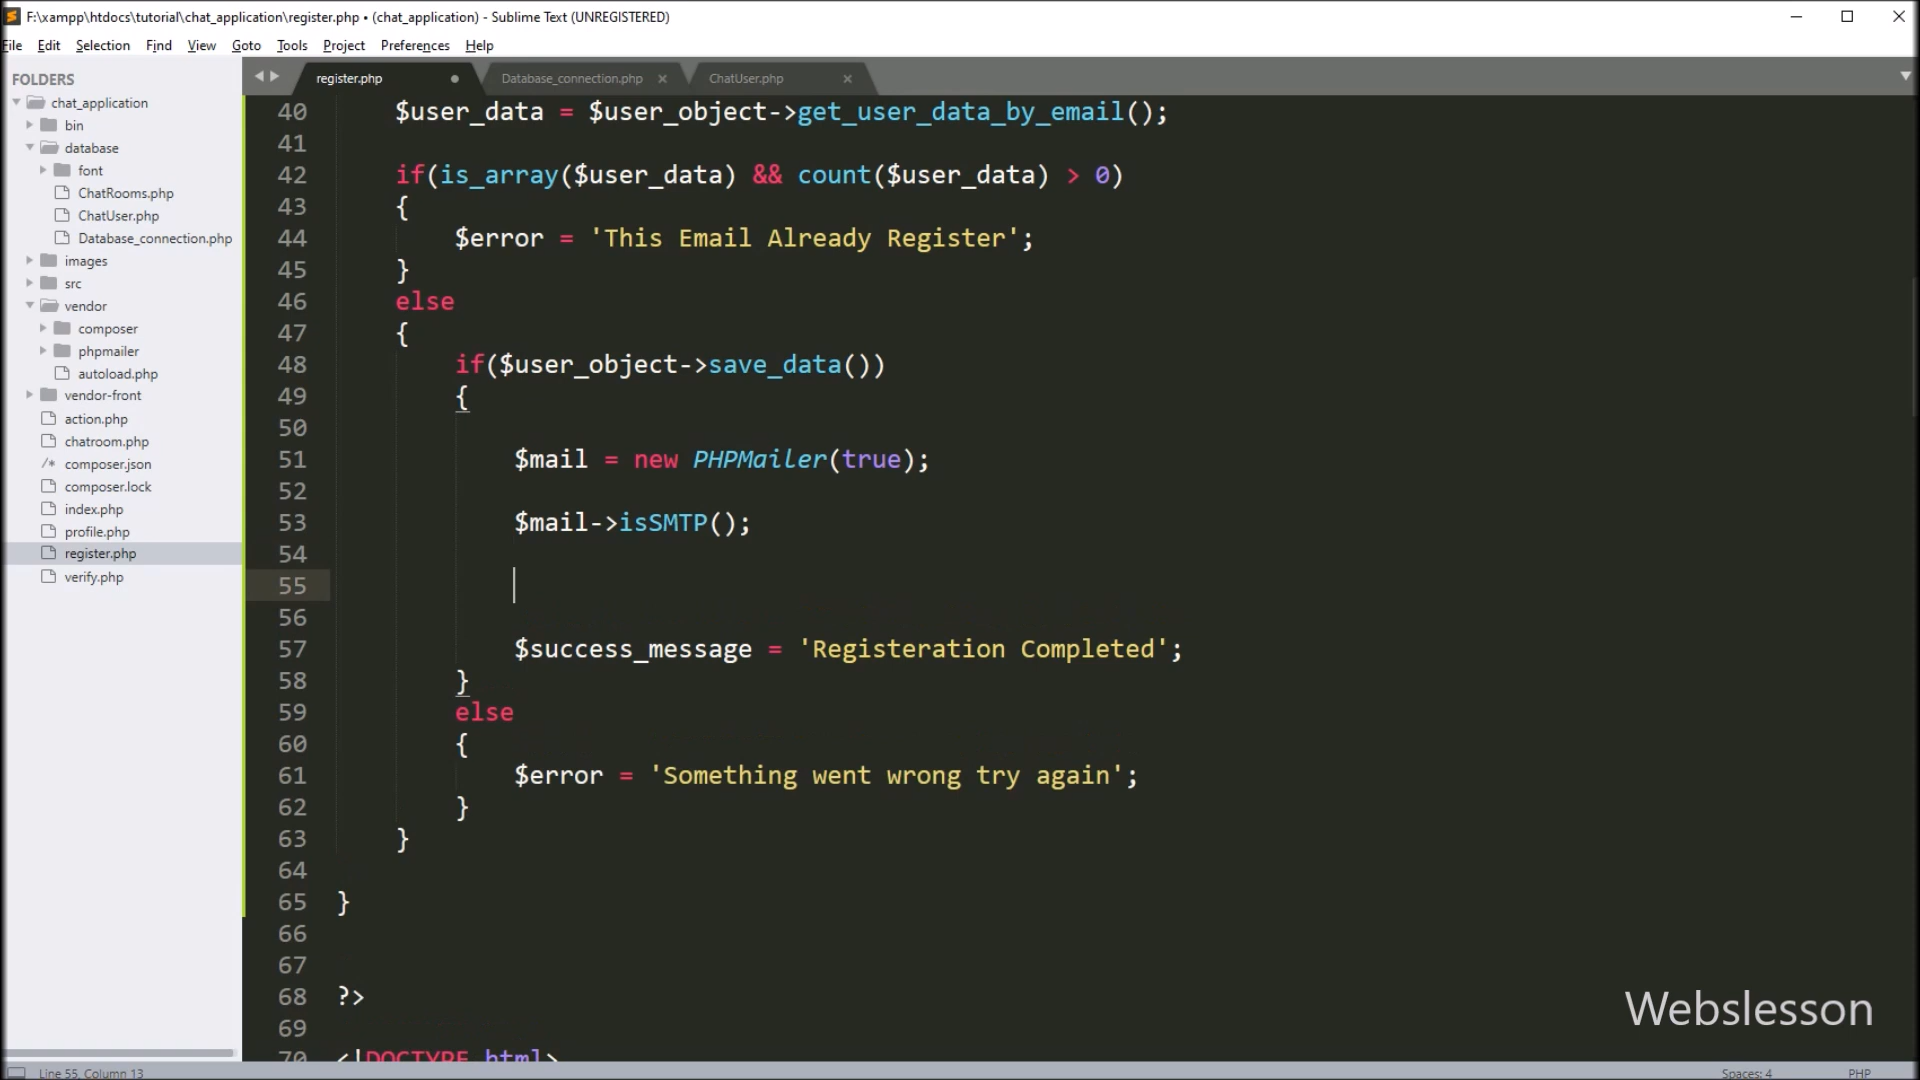 F:\xampp\htdocs\tutorial\chat_application\register.php • (chat_application) - Sublime Text (UNREGISTERED)
File Edit Selection Find View Goto Tools Project Preferences Help
FOLDERS
chat_application
bin
database
font
ChatRooms.php
ChatUser.php
Database_connection.php
images
src
vendor
composer
phpmailer
autoload.php
vendor-front
action.php
chatroom.php
/* composer.json
composer.lock
index.php
profile.php
register.php
verify.php
register.php Database_connection.php ChatUser.php
40 $user_data = $user_object->get_user_data_by_email();
41
42 if(is_array($user_data) && count($user_data) > 0)
43 {
44 $error = 'This Email Already Register';
45 }
46 else
47 {
48 if($user_object->save_data())
49 {
50
51 $mail = new PHPMailer(true);
52
53 $mail->isSMTP();
54
55
56
57 $success_message = 'Registeration Completed';
58 }
59 else
60 {
61 $error = 'Something went wrong try again';
62 }
63 }
64
65 }
66
67
68 ?>
69
70 <!DOCTYPE html>
Webslesson
Line 55, Column 13 Spaces: 4 PHP